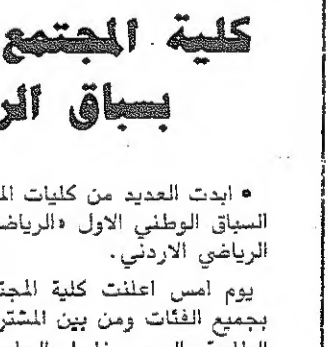 كلية المجتمع
بسباق الر
• ابدت العديد من كليات الم
السباق الوطني الاول «الرياض
الرياضي الاردني.
يوم امس اعلنت كلية المجت
بجميع الفئات ومن بين المشتر